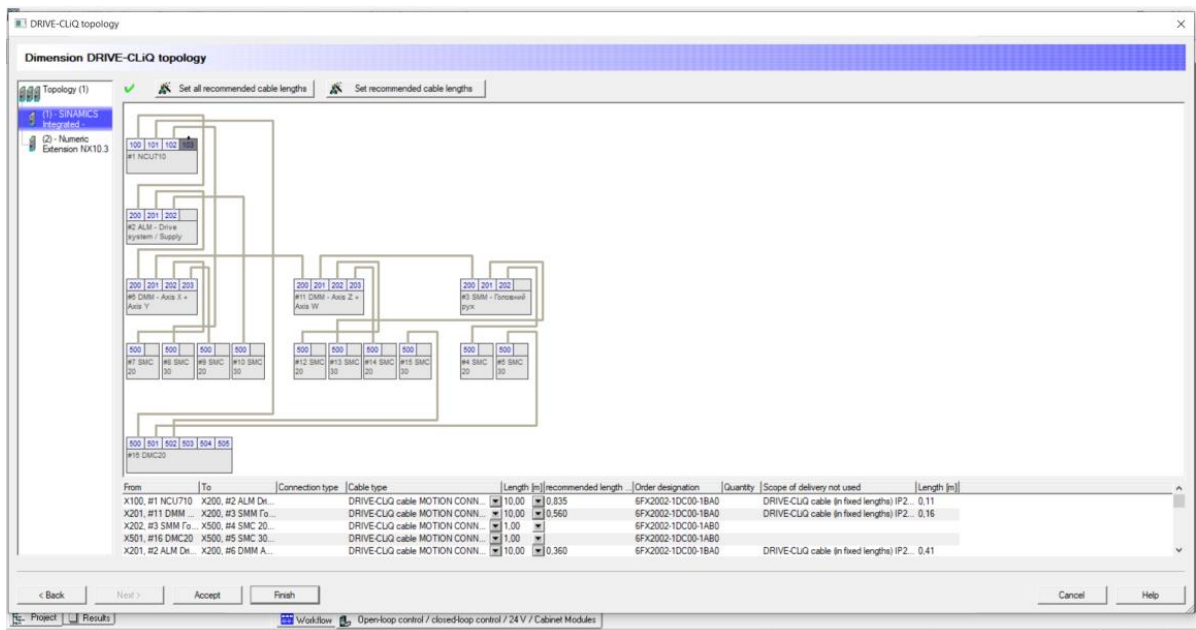 DRIVE-CLiQ topology
Dimension DRIVE-CLiQ topology
Topology (1)
(1) - SINAMICS
Integrated -
(2) - Numeric
Extension NX10.3
Set all recommended cable lengths
Set recommended cable lengths
100 101 102 103
#1 NCU710
200 201 202
#2 ALM - Drive
system / Supply
200 201 202 203
#6 DMM - Axis X +
Axis Y
200 201 202 203
#11 DMM - Axis Z +
Axis W
200 201 202
#3 SMM - Головний
рух
500 500 500 500 500 500 500 500 500 500
#7 SMC #8 SMC #9 SMC #10 SMC #12 SMC #13 SMC #14 SMC #15 SMC #4 SMC #5 SMC
20 30 20 30 20 30 20 30 20 30
500 501 502 503 504 505
#16 DMC20
From To Connection type Cable type Length [m] recommended length ... Order designation Quantity Scope of delivery not used Length [m]
X100, #1 NCU710 X200, #2 ALM Dri... DRIVE-CLiQ cable MOTION CONN... 10,00 0,835 6FX2002-1DC00-1BA0 DRIVE-CLiQ cable (in fixed lengths) IP2... 0,11
X201, #11 DMM ... X200, #3 SMM Го... DRIVE-CLiQ cable MOTION CONN... 10,00 0,560 6FX2002-1DC00-1BA0 DRIVE-CLiQ cable (in fixed lengths) IP2... 0,16
X202, #3 SMM Го... X500, #4 SMC 20... DRIVE-CLiQ cable MOTION CONN... 1,00 6FX2002-1DC00-1AB0
X501, #16 DMC20 X500, #5 SMC 30... DRIVE-CLiQ cable MOTION CONN... 1,00 6FX2002-1DC00-1AB0
X201, #2 ALM Dri... X200, #6 DMM A... DRIVE-CLiQ cable MOTION CONN... 10,00 0,360 6FX2002-1DC00-1BA0 DRIVE-CLiQ cable (in fixed lengths) IP2... 0,41
< Back Next > Accept Finish Cancel Help
Project Results Workflow Open-loop control / closed-loop control / 24 V / Cabinet Modules